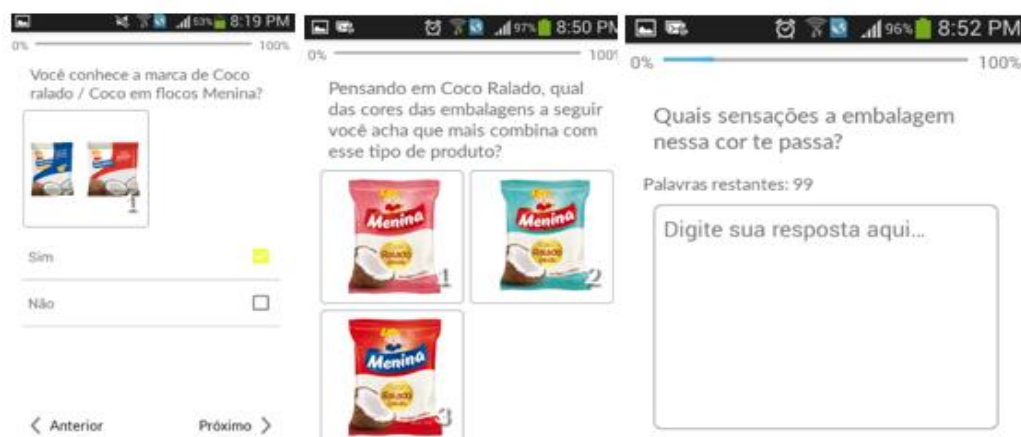 53% 8:19 PM
0% 100%
Você conhece a marca de Coco
ralado / Coco em flocos Menina?
1
Sim
Não
Anterior Próximo
97% 8:50 PM
0% 100%
Pensando em Coco Ralado, qual
das cores das embalagens a seguir
você acha que mais combina com
esse tipo de produto?
Menina
Ralado
1
Menina
Ralado
2
Menina
Ralado
3
96% 8:52 PM
0% 100%
Quais sensações a embalagem
nessa cor te passa?
Palavras restantes: 99
Digite sua resposta aqui...